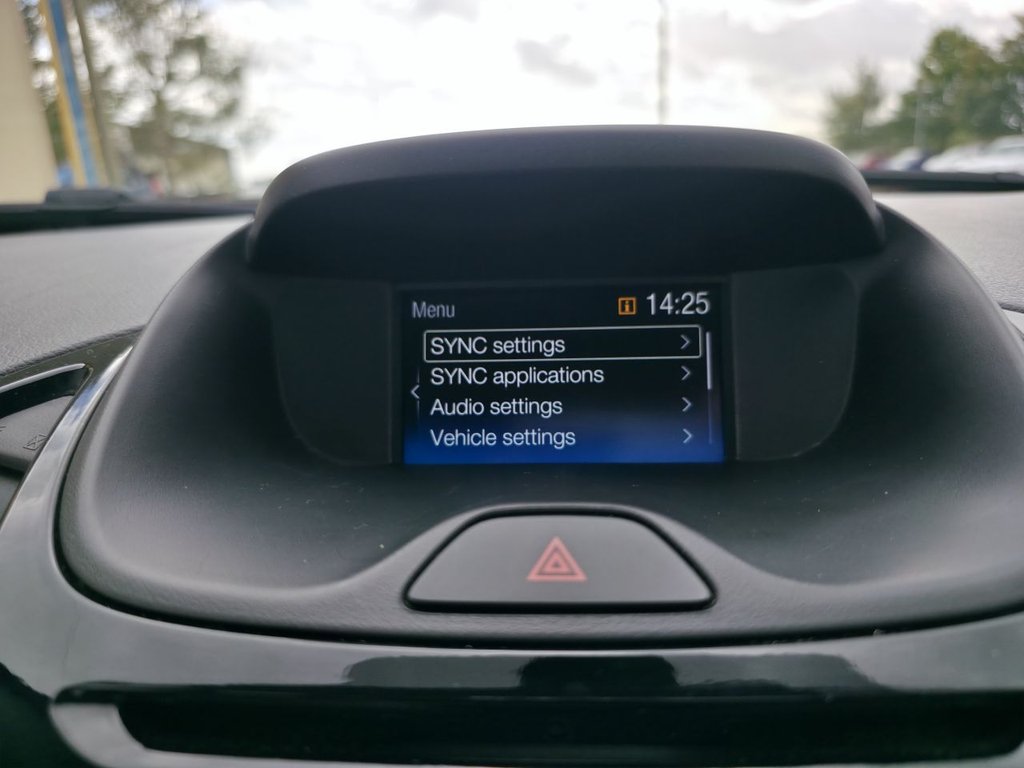 Menu
14:25
SYNC settings
SYNC applications
Audio settings
Vehicle settings